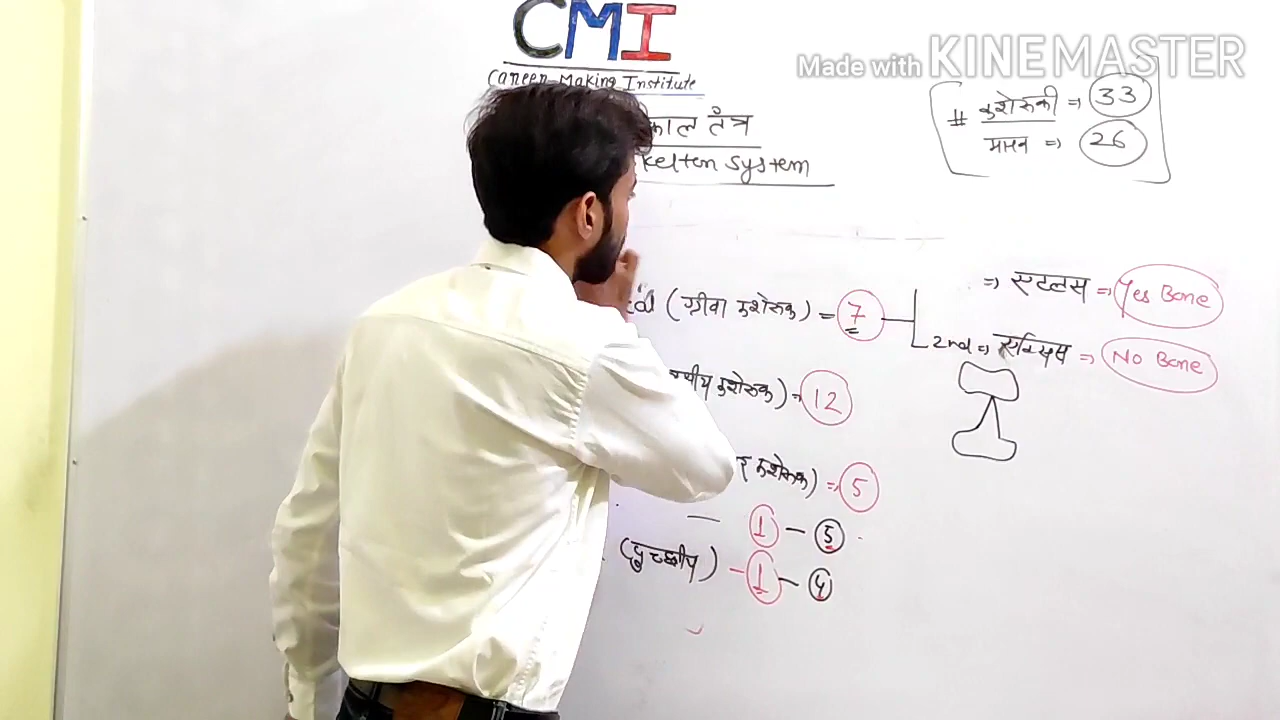 CMI
Made with KINEMASTER
Career Making Institute
काल तंत्र
kelten system
# कशेरुकी => 33
मानव => 26
(ग्रीवा कशेरुक) = 7
=> एटलस => Yes Bone
2nd => एक्सिस => No Bone
कशेरुक) = 12
कशेरुक) => 5
— 1 — 5
(पुच्छीय) — 1 — 4